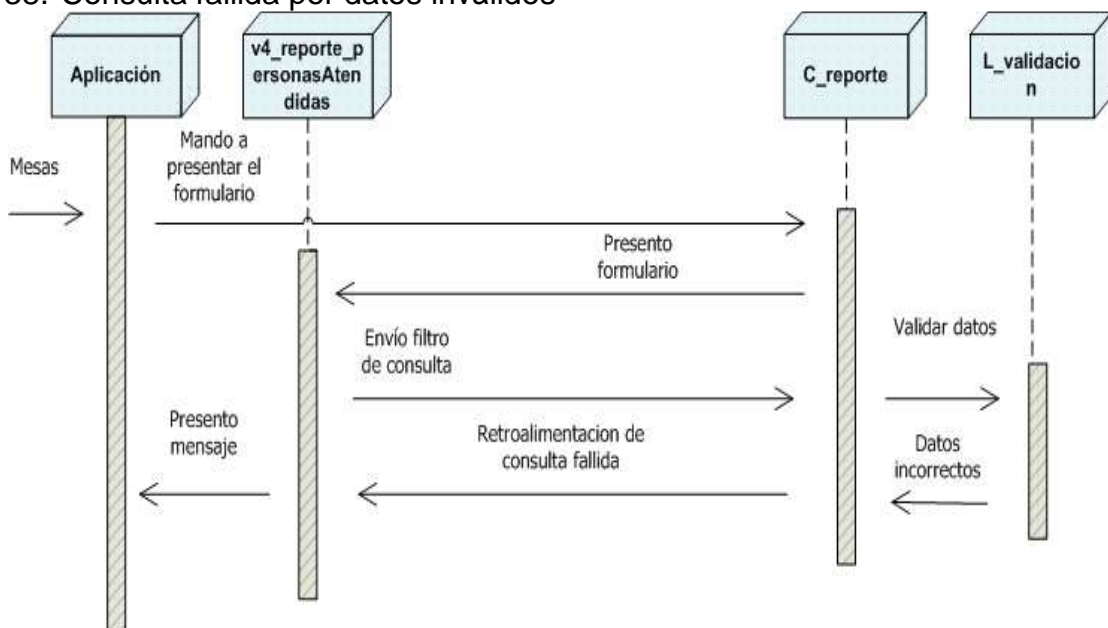 Consulta fallida por datos inválidos
Aplicación
v4_reporte_p
ersonasAten
didas
C_reporte
L_validacio
n
Mesas
Mando a
presentar el
formulario
Presento
formulario
Envío filtro
de consulta
Validar datos
Presento
mensaje
Retroalimentacion de
consulta fallida
Datos
incorrectos